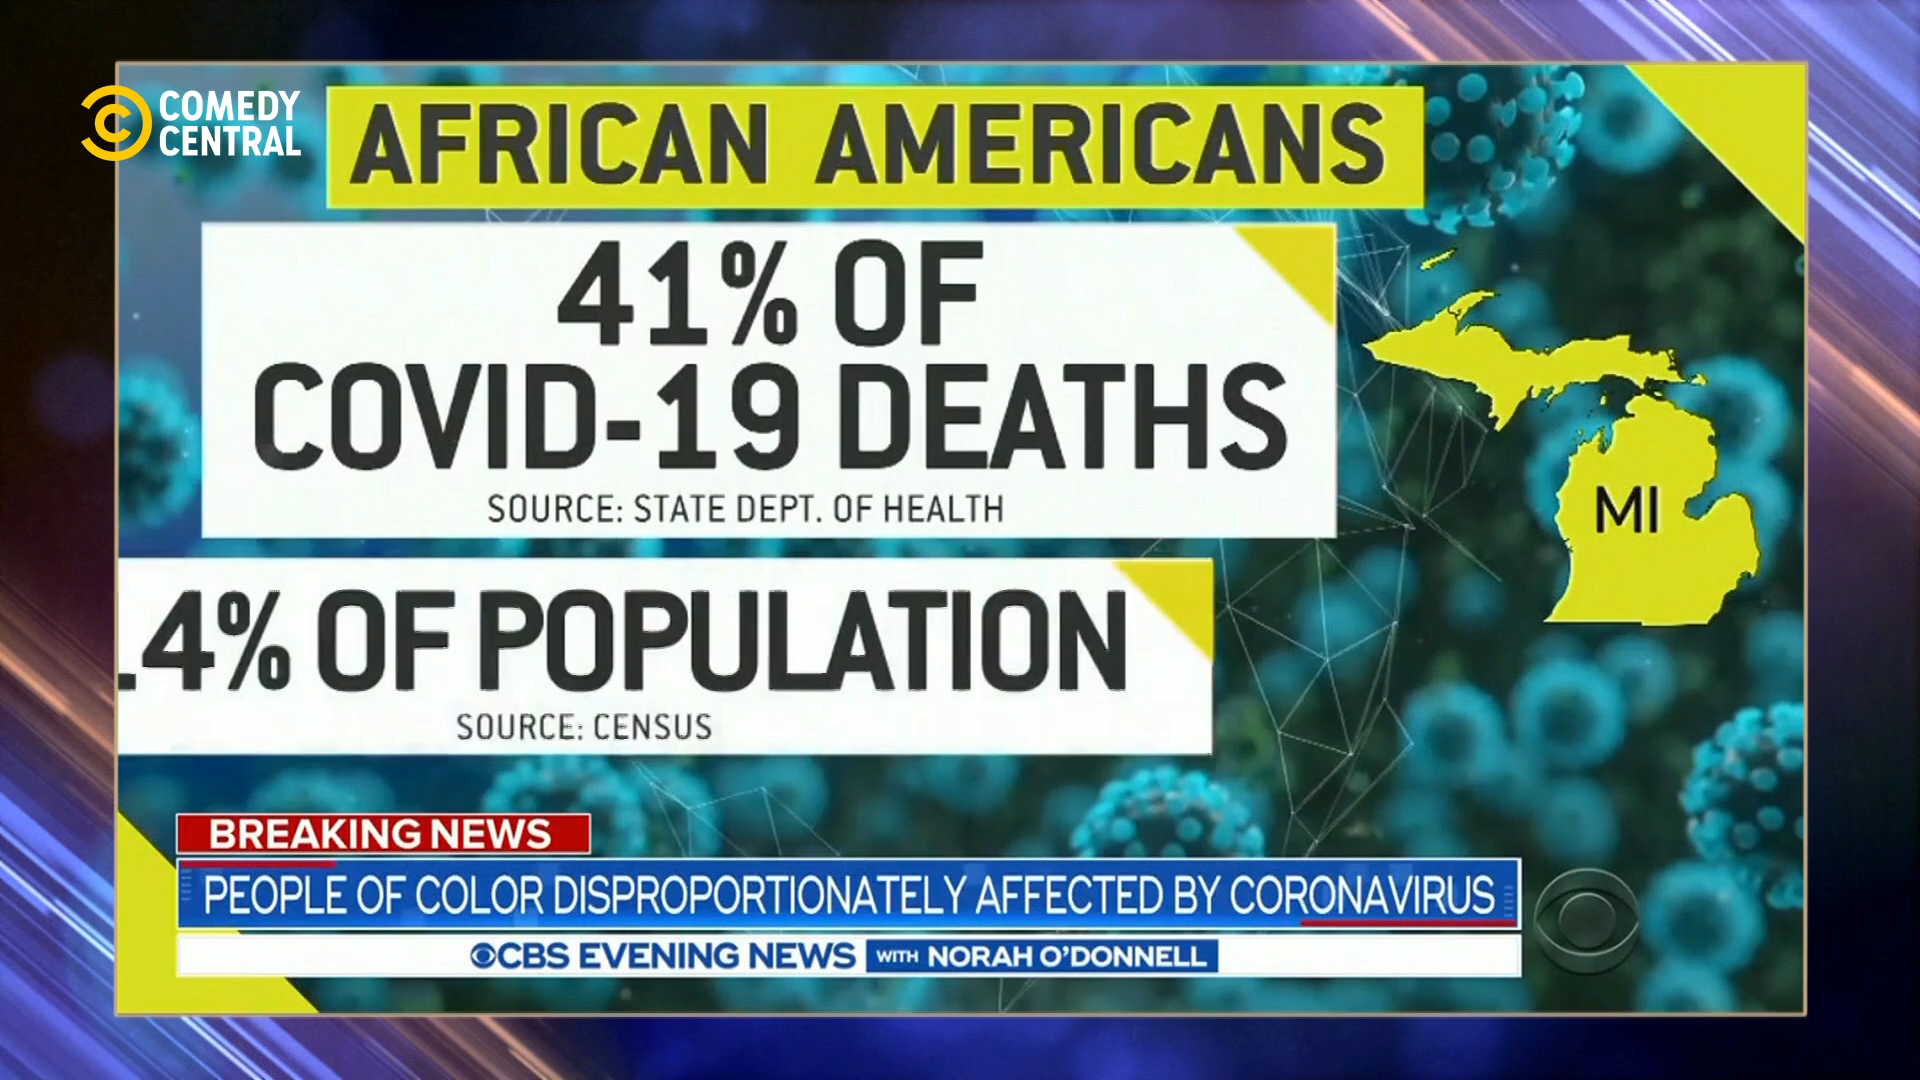 COMEDY
CENTRAL
AFRICAN AMERICANS
41% OF
COVID-19 DEATHS
SOURCE: STATE DEPT. OF HEALTH
MI
4% OF POPULATION
SOURCE: CENSUS
BREAKING NEWS
PEOPLE OF COLOR DISPROPORTIONATELY AFFECTED BY CORONAVIRUS
CBS EVENING NEWS WITH NORAH O'DONNELL